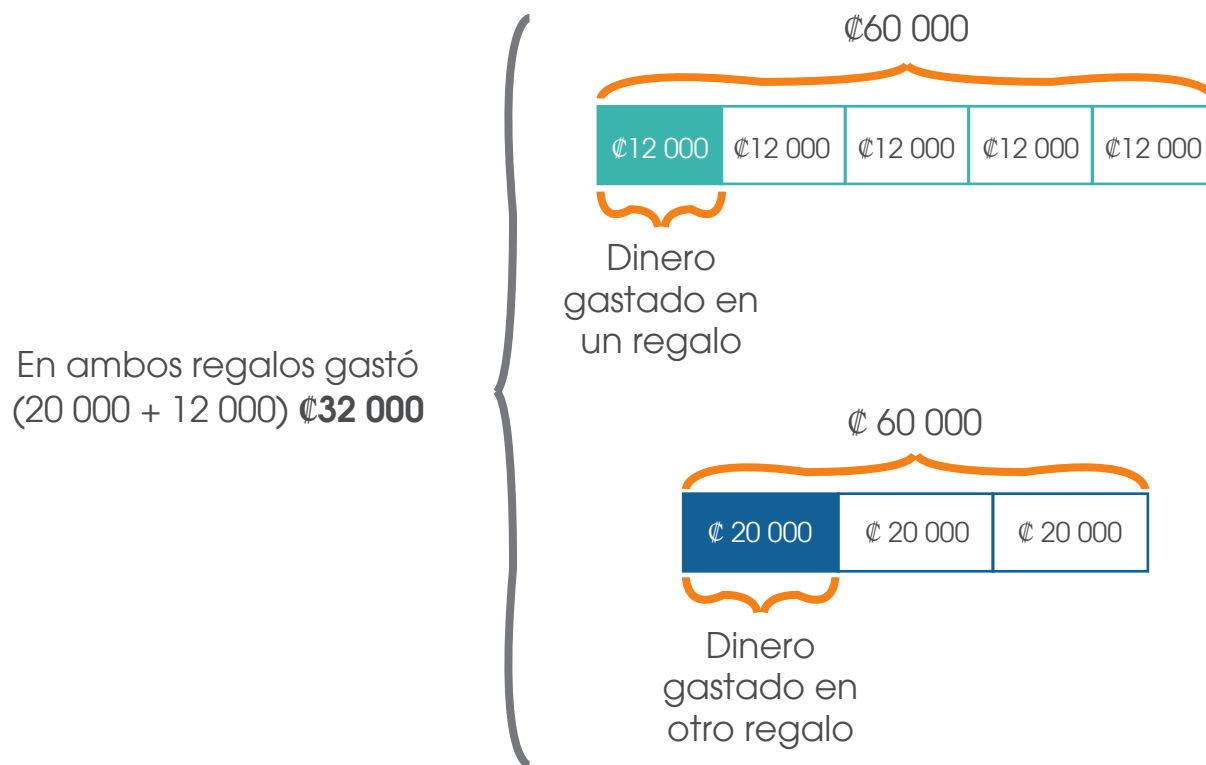 ₡60 000
₡12 000 ₡12 000 ₡12 000 ₡12 000 ₡12 000
Dinero
gastado en
un regalo
En ambos regalos gastó
(20 000 + 12 000) ₡32 000
₡ 60 000
₡ 20 000 ₡ 20 000 ₡ 20 000
Dinero
gastado en
otro regalo